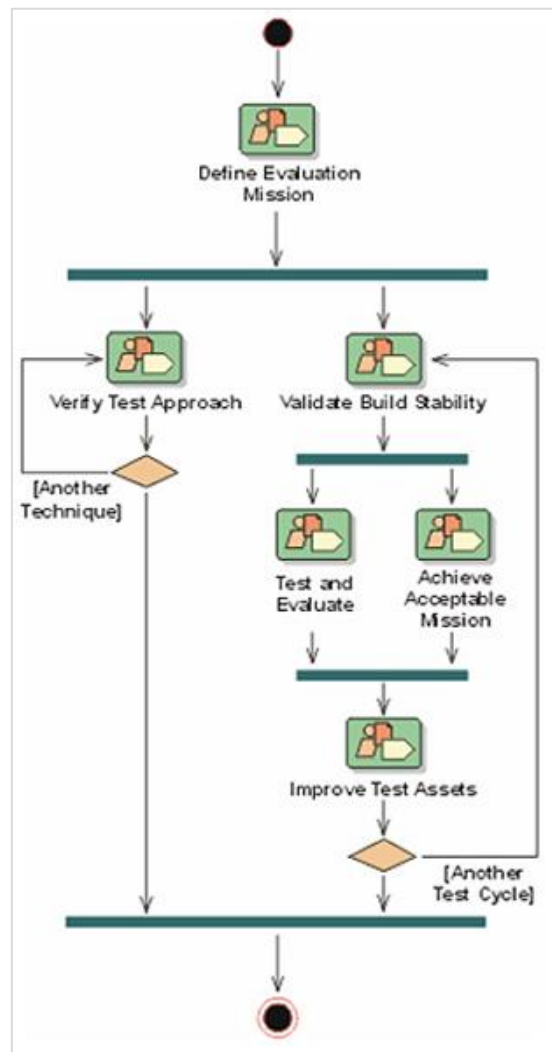 Define Evaluation
Mission
Verify Test Approach
Validate Build Stability
[Another
Technique]
Test and
Evaluate
Achieve
Acceptable
Mission
Improve Test Assets
[Another
Test Cycle]